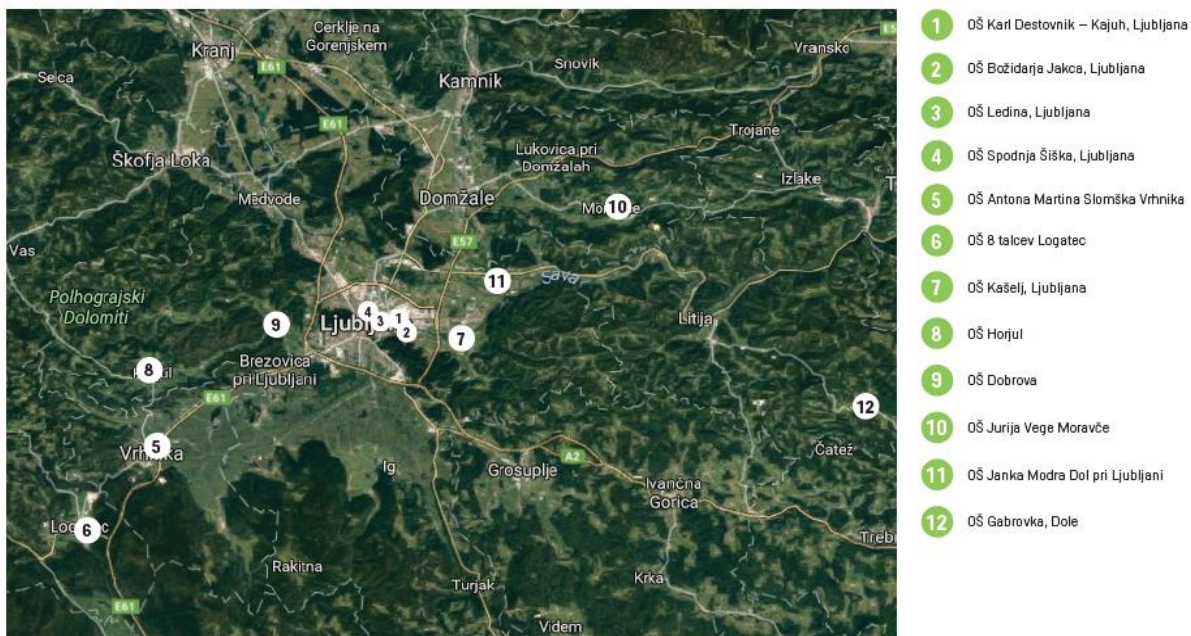 Cerklje na
Gorenjskem
Kranj
E61
Vransko
Selca
Kamnik
Snovik
E61
Trojane
Škofja Loka
Lukovica pri
Domžalah
Izlake
Medvode
Domžale
10
E57
Vas
11
Sava
Polhograjski
Dolomiti
9
4
3
1
2
7
Litija
8
Brezovica
pri Ljubljani
E61
12
5
Čatež
Ig
Grosuplje
A2
Ivančna
Gorica
6
Rakitna
Turjak
Krka
E61
Videm
1 OŠ Karl Destovnik – Kajuh, Ljubljana
2 OŠ Božidarja Jakca, Ljubljana
3 OŠ Ledina, Ljubljana
4 OŠ Spodnja Šiška, Ljubljana
5 OŠ Antona Martina Slomška Vrhnika
6 OŠ 8 talcev Logatec
7 OŠ Kašelj, Ljubljana
8 OŠ Horjul
9 OŠ Dobrova
10 OŠ Jurija Vege Moravče
11 OŠ Janka Modra Dol pri Ljubljani
12 OŠ Gabrovka, Dole